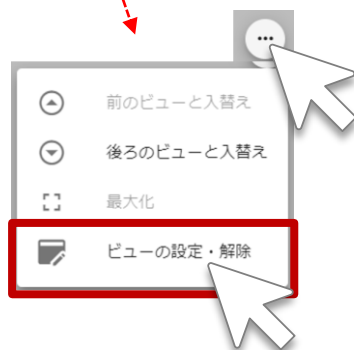 前のビューと入替え
後ろのビューと入替え
最大化
ビューの設定・解除